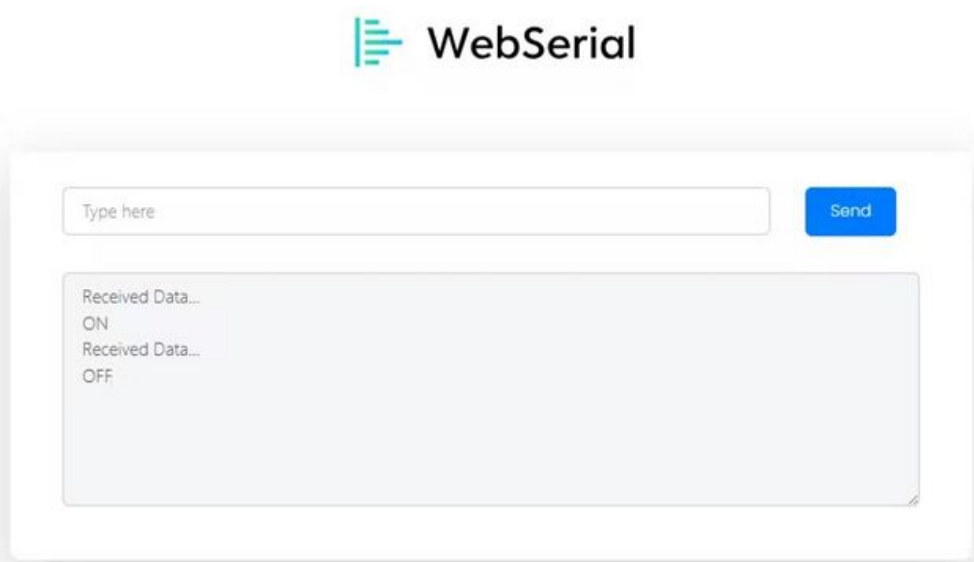 WebSerial
Type here
Send
Received Data...
ON
Received Data...
OFF